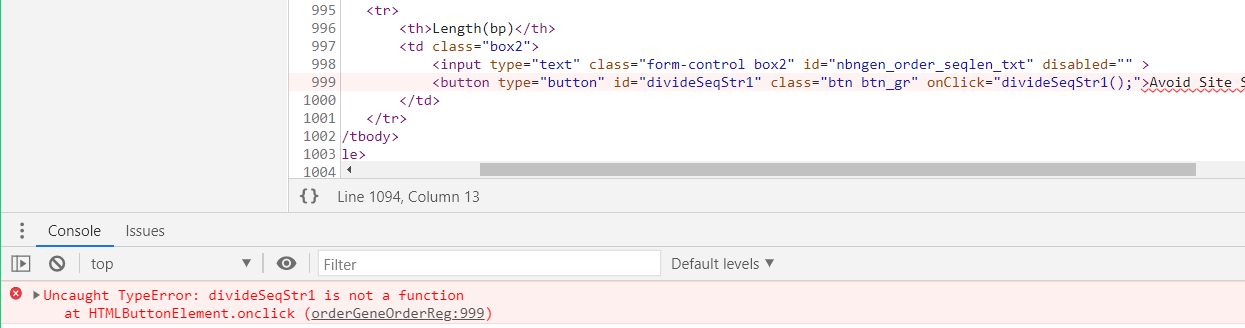 995 <tr>
996 <th>Length(bp)</th>
997 <td class="box2">
998 <input type="text" class="form-control box2" id="nbngen_order_seqlen_txt" disabled="" >
999 <button type="button" id="divideSeqStr1" class="btn btn_gr" onClick="divideSeqStr1();">Avoid Site S
1000 </td>
1001 </tr>
1002 /tbody>
1003 le>
1004
{} Line 1094, Column 13
Console Issues
top Filter Default levels
Uncaught TypeError: divideSeqStr1 is not a function
at HTMLButtonElement.onclick (orderGeneOrderReg:999)